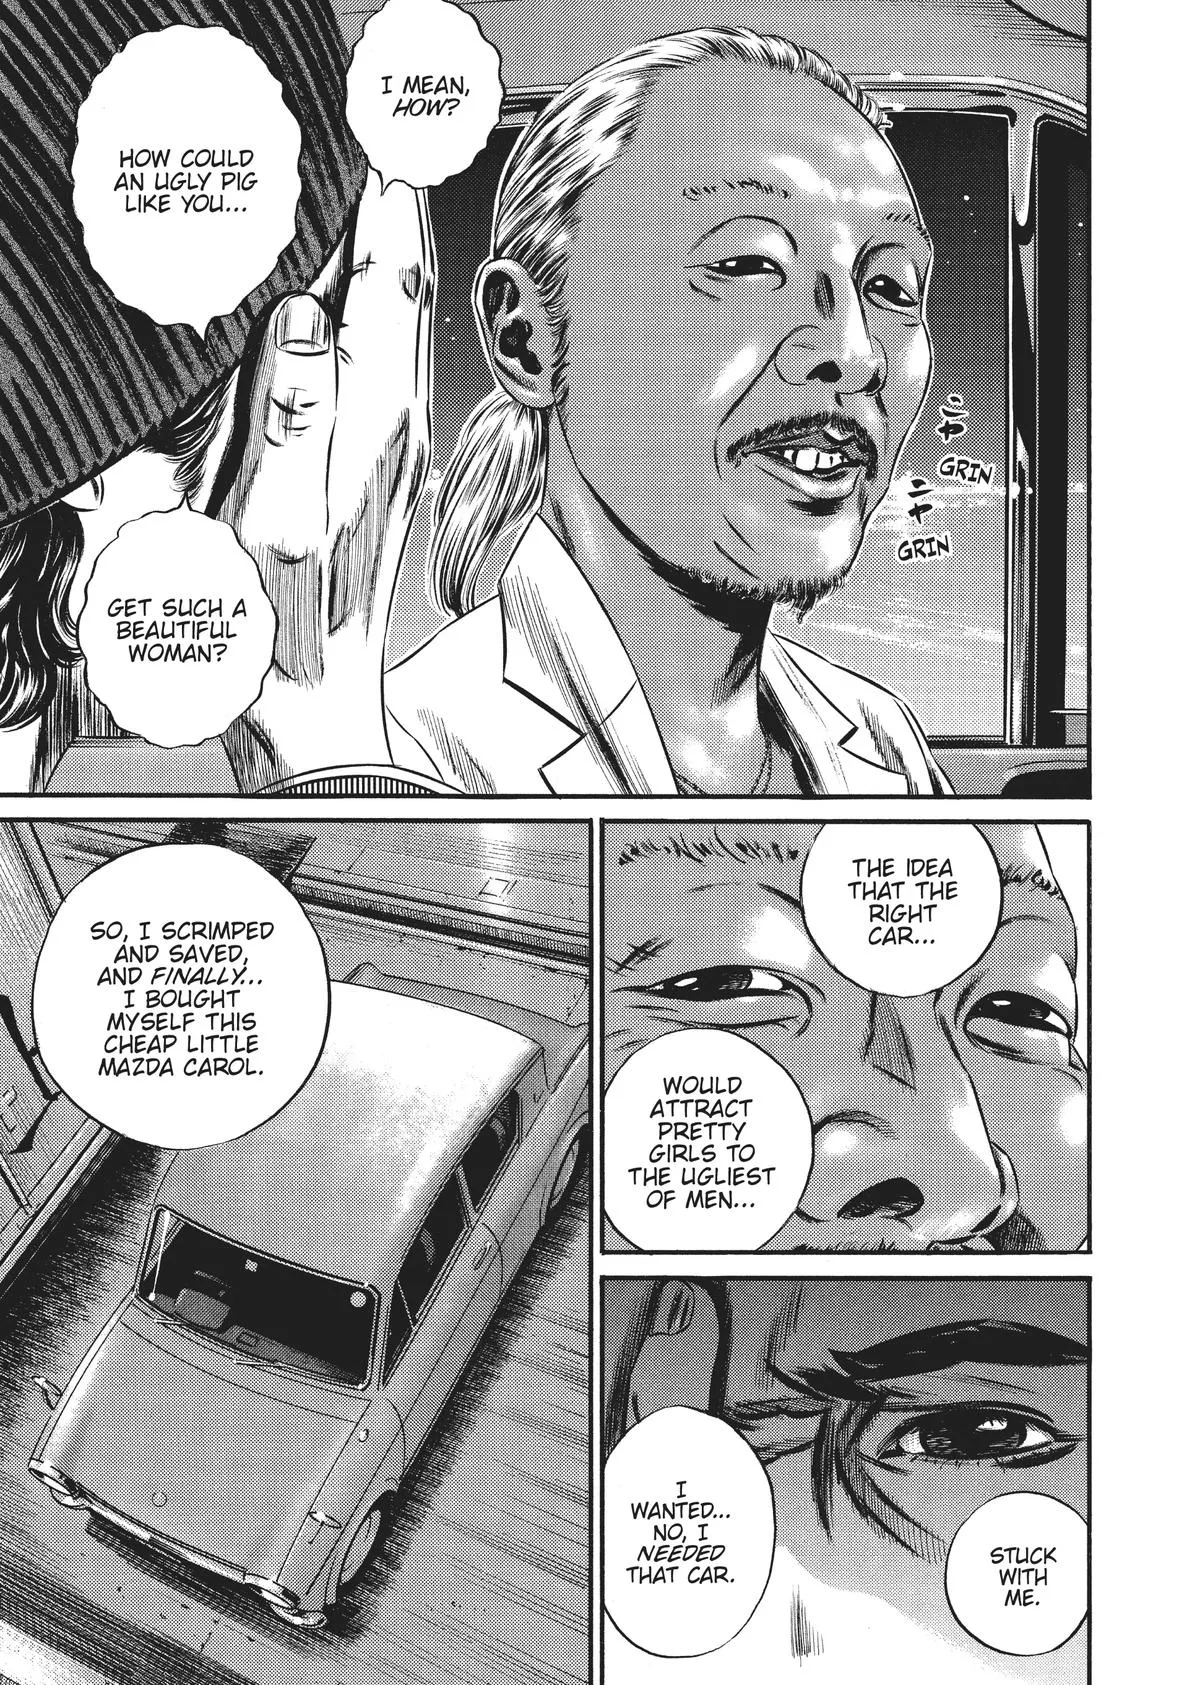 I MEAN,
HOW?
HOW COULD
AN UGLY PIG
LIKE YOU...
GET SUCH A
BEAUTIFUL
WOMAN?
ニヤ
GRIN
ニヤ
GRIN
THE IDEA
THAT THE
RIGHT
CAR...
WOULD
ATTRACT
PRETTY
GIRLS TO
THE UGLIEST
OF MEN...
STUCK
WITH
ME.
I
WANTED...
NO, I
NEEDED
THAT CAR.
SO, I SCRIMPED
AND SAVED,
AND FINALLY...
I BOUGHT
MYSELF THIS
CHEAP LITTLE
MAZDA CAROL.